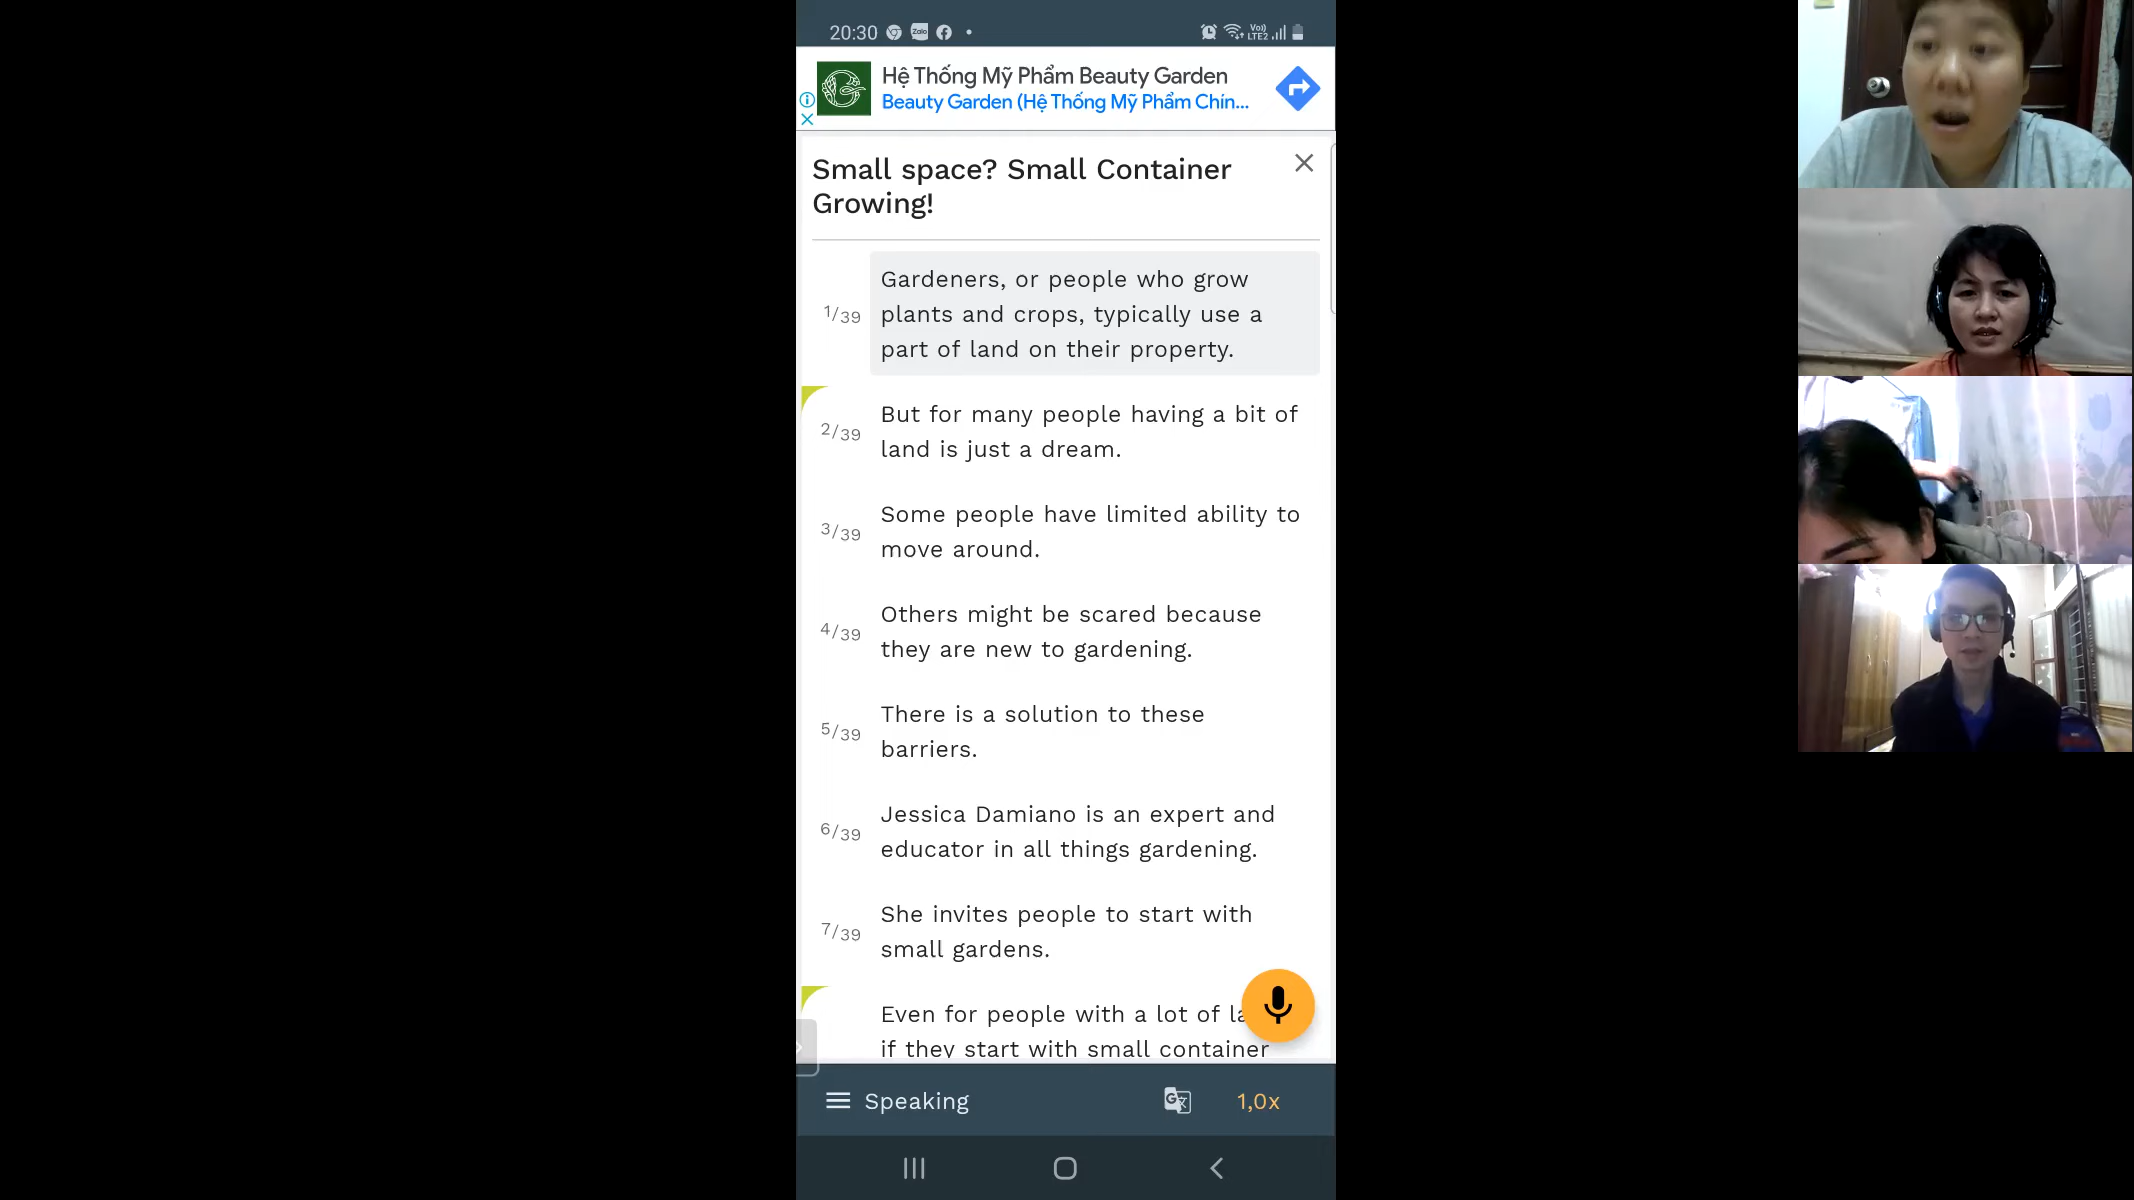 20:30
Zalo
Vo))
LTE2
Hệ Thống Mỹ Phẩm Beauty Garden
Beauty Garden (Hệ Thống Mỹ Phẩm Chín...
Small space? Small Container
Growing!
1/39
Gardeners, or people who grow
plants and crops, typically use a
part of land on their property.
2/39
But for many people having a bit of
land is just a dream.
3/39
Some people have limited ability to
move around.
4/39
Others might be scared because
they are new to gardening.
5/39
There is a solution to these
barriers.
6/39
Jessica Damiano is an expert and
educator in all things gardening.
7/39
She invites people to start with
small gardens.
Even for people with a lot of
if they start with small container
Speaking
1,0x